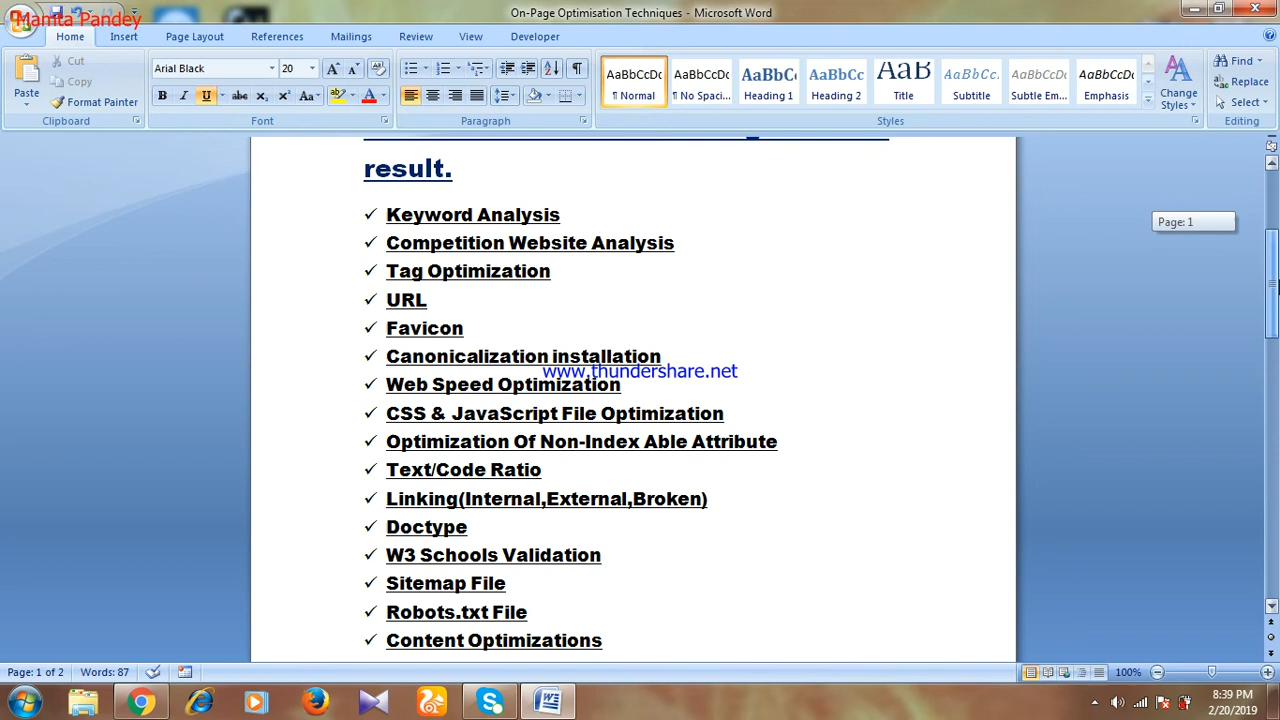 Mamta Pandey
On-Page Optimisation Techniques - Microsoft Word
Home Insert Page Layout References Mailings Review View Developer
Paste
Cut
Copy
Format Painter
Clipboard
Arial Black 20
B I U abc x₂ x² Aa
Font
Paragraph
AaBbCcDc AaBbCcDc AaBbCc AaBbCc AaB AaBbCc. AaBbCcDc AaBbCcDc
¶ Normal ¶ No Spaci... Heading 1 Heading 2 Title Subtitle Subtle Em... Emphasis
Styles
Change
Styles
Find
Replace
Select
Editing
result.
Page: 1
✓ Keyword Analysis
✓ Competition Website Analysis
✓ Tag Optimization
✓ URL
✓ Favicon
✓ Canonicalization installation
www.thundershare.net
✓ Web Speed Optimization
✓ CSS & JavaScript File Optimization
✓ Optimization Of Non-Index Able Attribute
✓ Text/Code Ratio
✓ Linking(Internal,External,Broken)
✓ Doctype
✓ W3 Schools Validation
✓ Sitemap File
✓ Robots.txt File
✓ Content Optimizations
Page: 1 of 2 Words: 87 100%
8:39 PM
2/20/2019